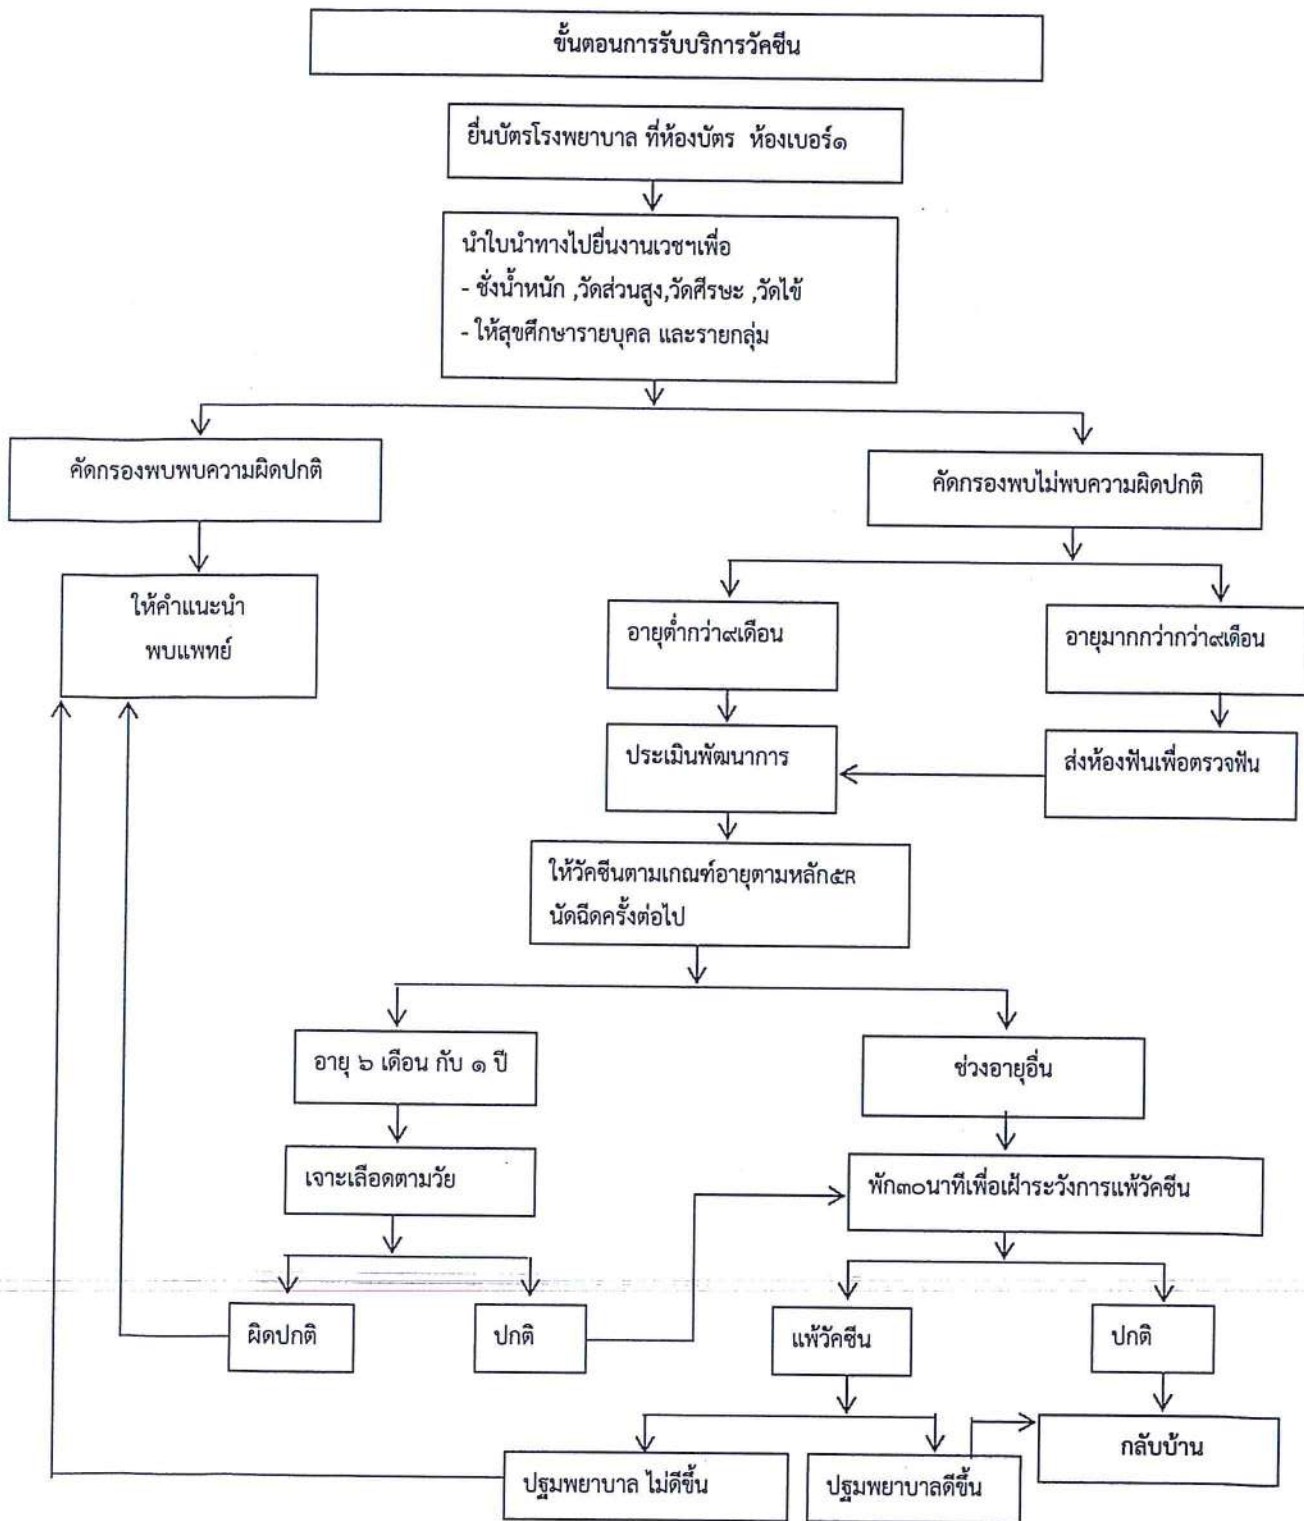 ขั้นตอนการรับบริการวัคซีน
ยื่นบัตรโรงพยาบาล ที่ห้องบัตร ห้องเบอร์๑
นำใบนำทางไปยื่นงานเวชฯเพื่อ
- ชั่งน้ำหนัก ,วัดส่วนสูง,วัดศีรษะ ,วัดไข้
- ให้สุขศึกษารายบุคล และรายกลุ่ม
คัดกรองพบพบความผิดปกติ
คัดกรองพบไม่พบความผิดปกติ
ให้คำแนะนำ
พบแพทย์
อายุต่ำกว่า๙เดือน
อายุมากกว่ากว่า๙เดือน
ประเมินพัฒนาการ
ส่งห้องฟันเพื่อตรวจฟัน
ให้วัคซีนตามเกณฑ์อายุตามหลัก๕R
นัดฉีดครั้งต่อไป
อายุ ๖ เดือน กับ ๑ ปี
ช่วงอายุอื่น
เจาะเลือดตามวัย
พัก๓๐นาทีเพื่อเฝ้าระวังการแพ้วัคซีน
ผิดปกติ
ปกติ
แพ้วัคซีน
ปกติ
ปฐมพยาบาล ไม่ดีขึ้น
ปฐมพยาบาลดีขึ้น
กลับบ้าน